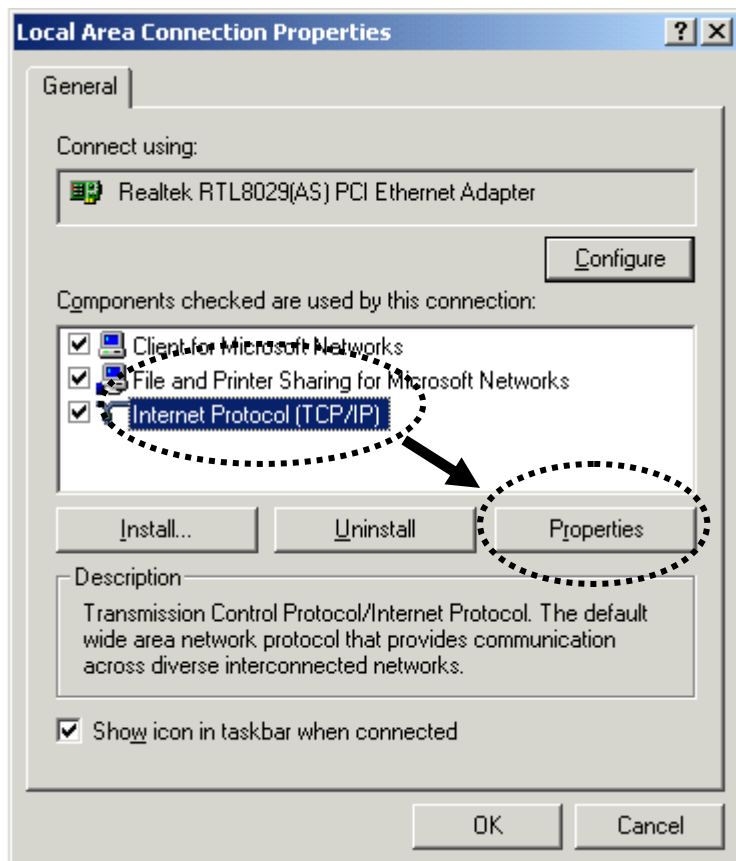 Local Area Connection Properties
General
Connect using:
Realtek RTL8029(AS) PCI Ethernet Adapter
Configure
Components checked are used by this connection:
Client for Microsoft Networks
File and Printer Sharing for Microsoft Networks
Internet Protocol (TCP/IP)
Install... Uninstall Properties
Description
Transmission Control Protocol/Internet Protocol. The default
wide area network protocol that provides communication
across diverse interconnected networks.
Show icon in taskbar when connected
OK Cancel